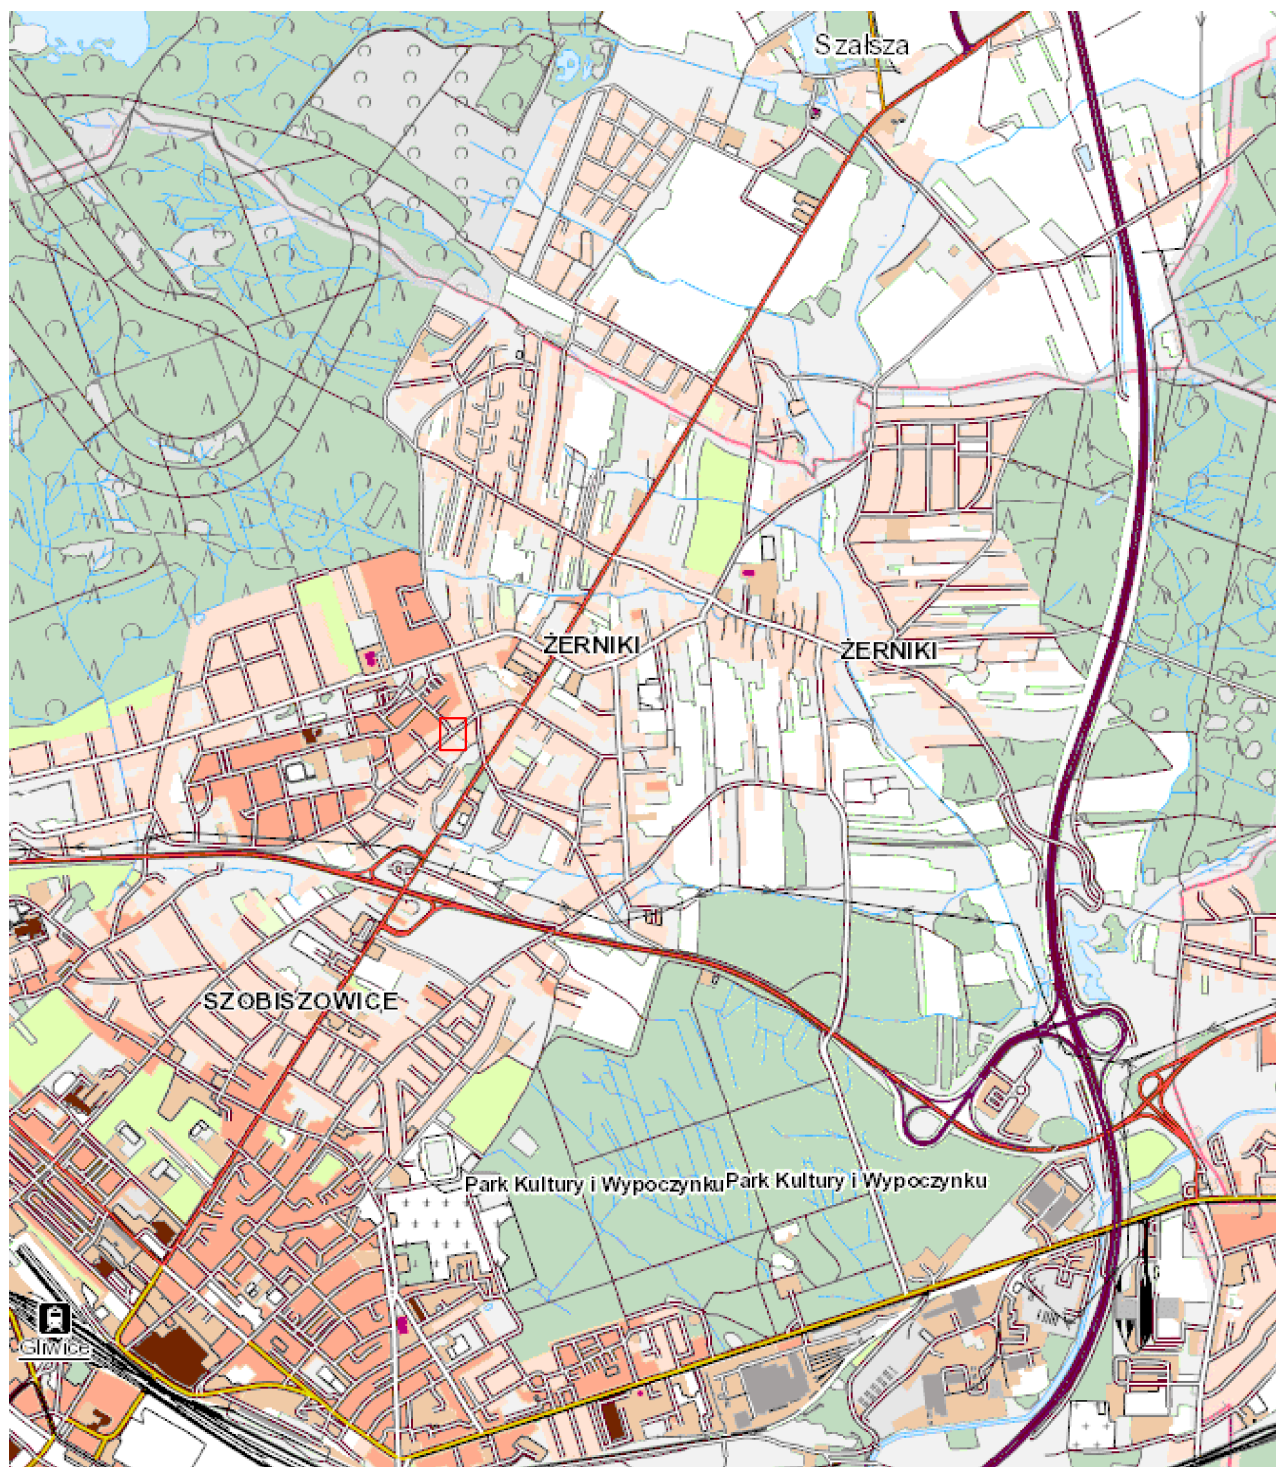 Szałsza
ŻERNIKI
ŻERNIKI
SZOBISZOWICE
Park Kultury i Wypoczynku
Park Kultury i Wypoczynku
Gliwice